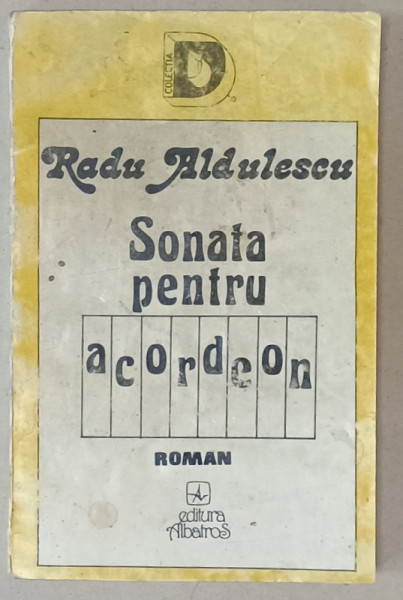 COLECȚIA
D
Radu Aldulescu
Sonata
pentru
acordeon
ROMAN
editura
Albatros